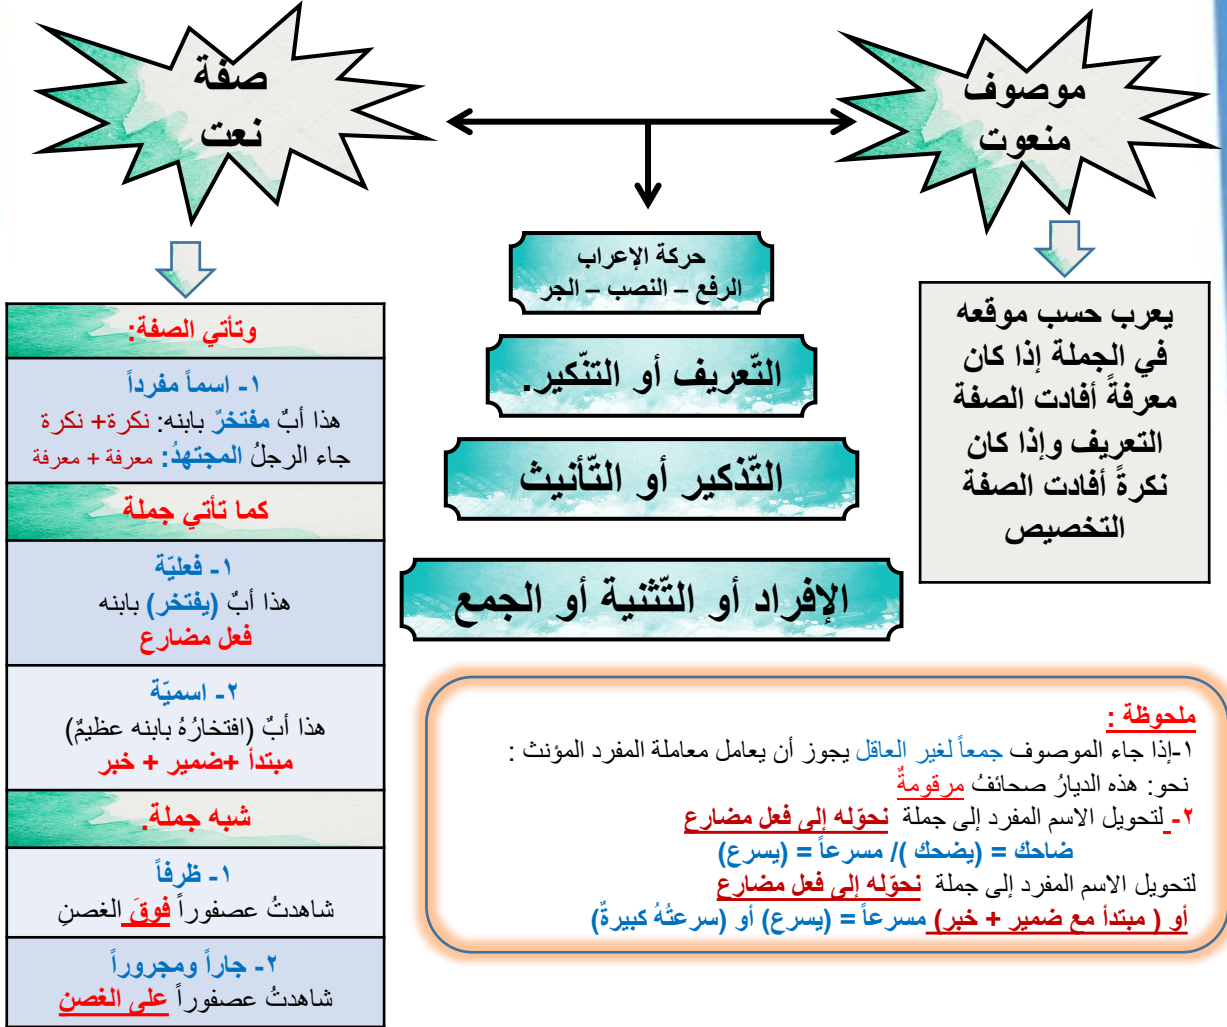 موصوف
منعوت
صفة
نعت
يعرب حسب موقعه
في الجملة إذا كان
معرفةً أفادت الصفة
التعريف وإذا كان
نكرةً أفادت الصفة
التخصيص
حركة الإعراب
الرفع – النصب – الجر
التّعريف أو التنّكير.
التّذكير أو التّأنيث
الإفراد أو التّثنية أو الجمع
وتأتي الصفة:
١- اسماً مفرداً
هذا أبٌ مفتخرٌ بابنه: نكرة+ نكرة
جاء الرجلُ المجتهدُ: معرفة + معرفة
كما تأتي جملة
١- فعليّة
هذا أبٌ (يفتخر) بابنه
فعل مضارع
٢- اسميّة
هذا أبٌ (افتخارُهُ بابنه عظيمٌ)
مبتدأ +ضمير + خبر
شبه جملة.
١- ظرفاً
شاهدتُ عصفوراً فوقَ الغصنِ
٢- جاراً ومجروراً
شاهدتُ عصفوراً على الغصنِ
ملحوظة :
١-إذا جاء الموصوف جمعاً لغير العاقل يجوز أن يعامل معاملة المفرد المؤنث :
نحو: هذه الديارُ صحائفُ مرقومةٌ
٢- لتحويل الاسم المفرد إلى جملة نحوّله إلى فعل مضارع
ضاحك = (يضحك )/ مسرعاً = (يسرع)
لتحويل الاسم المفرد إلى جملة نحوّله إلى فعل مضارع
أو ( مبتدأ مع ضمير + خبر) مسرعاً = (يسرع) أو (سرعتُهُ كبيرةٌ)